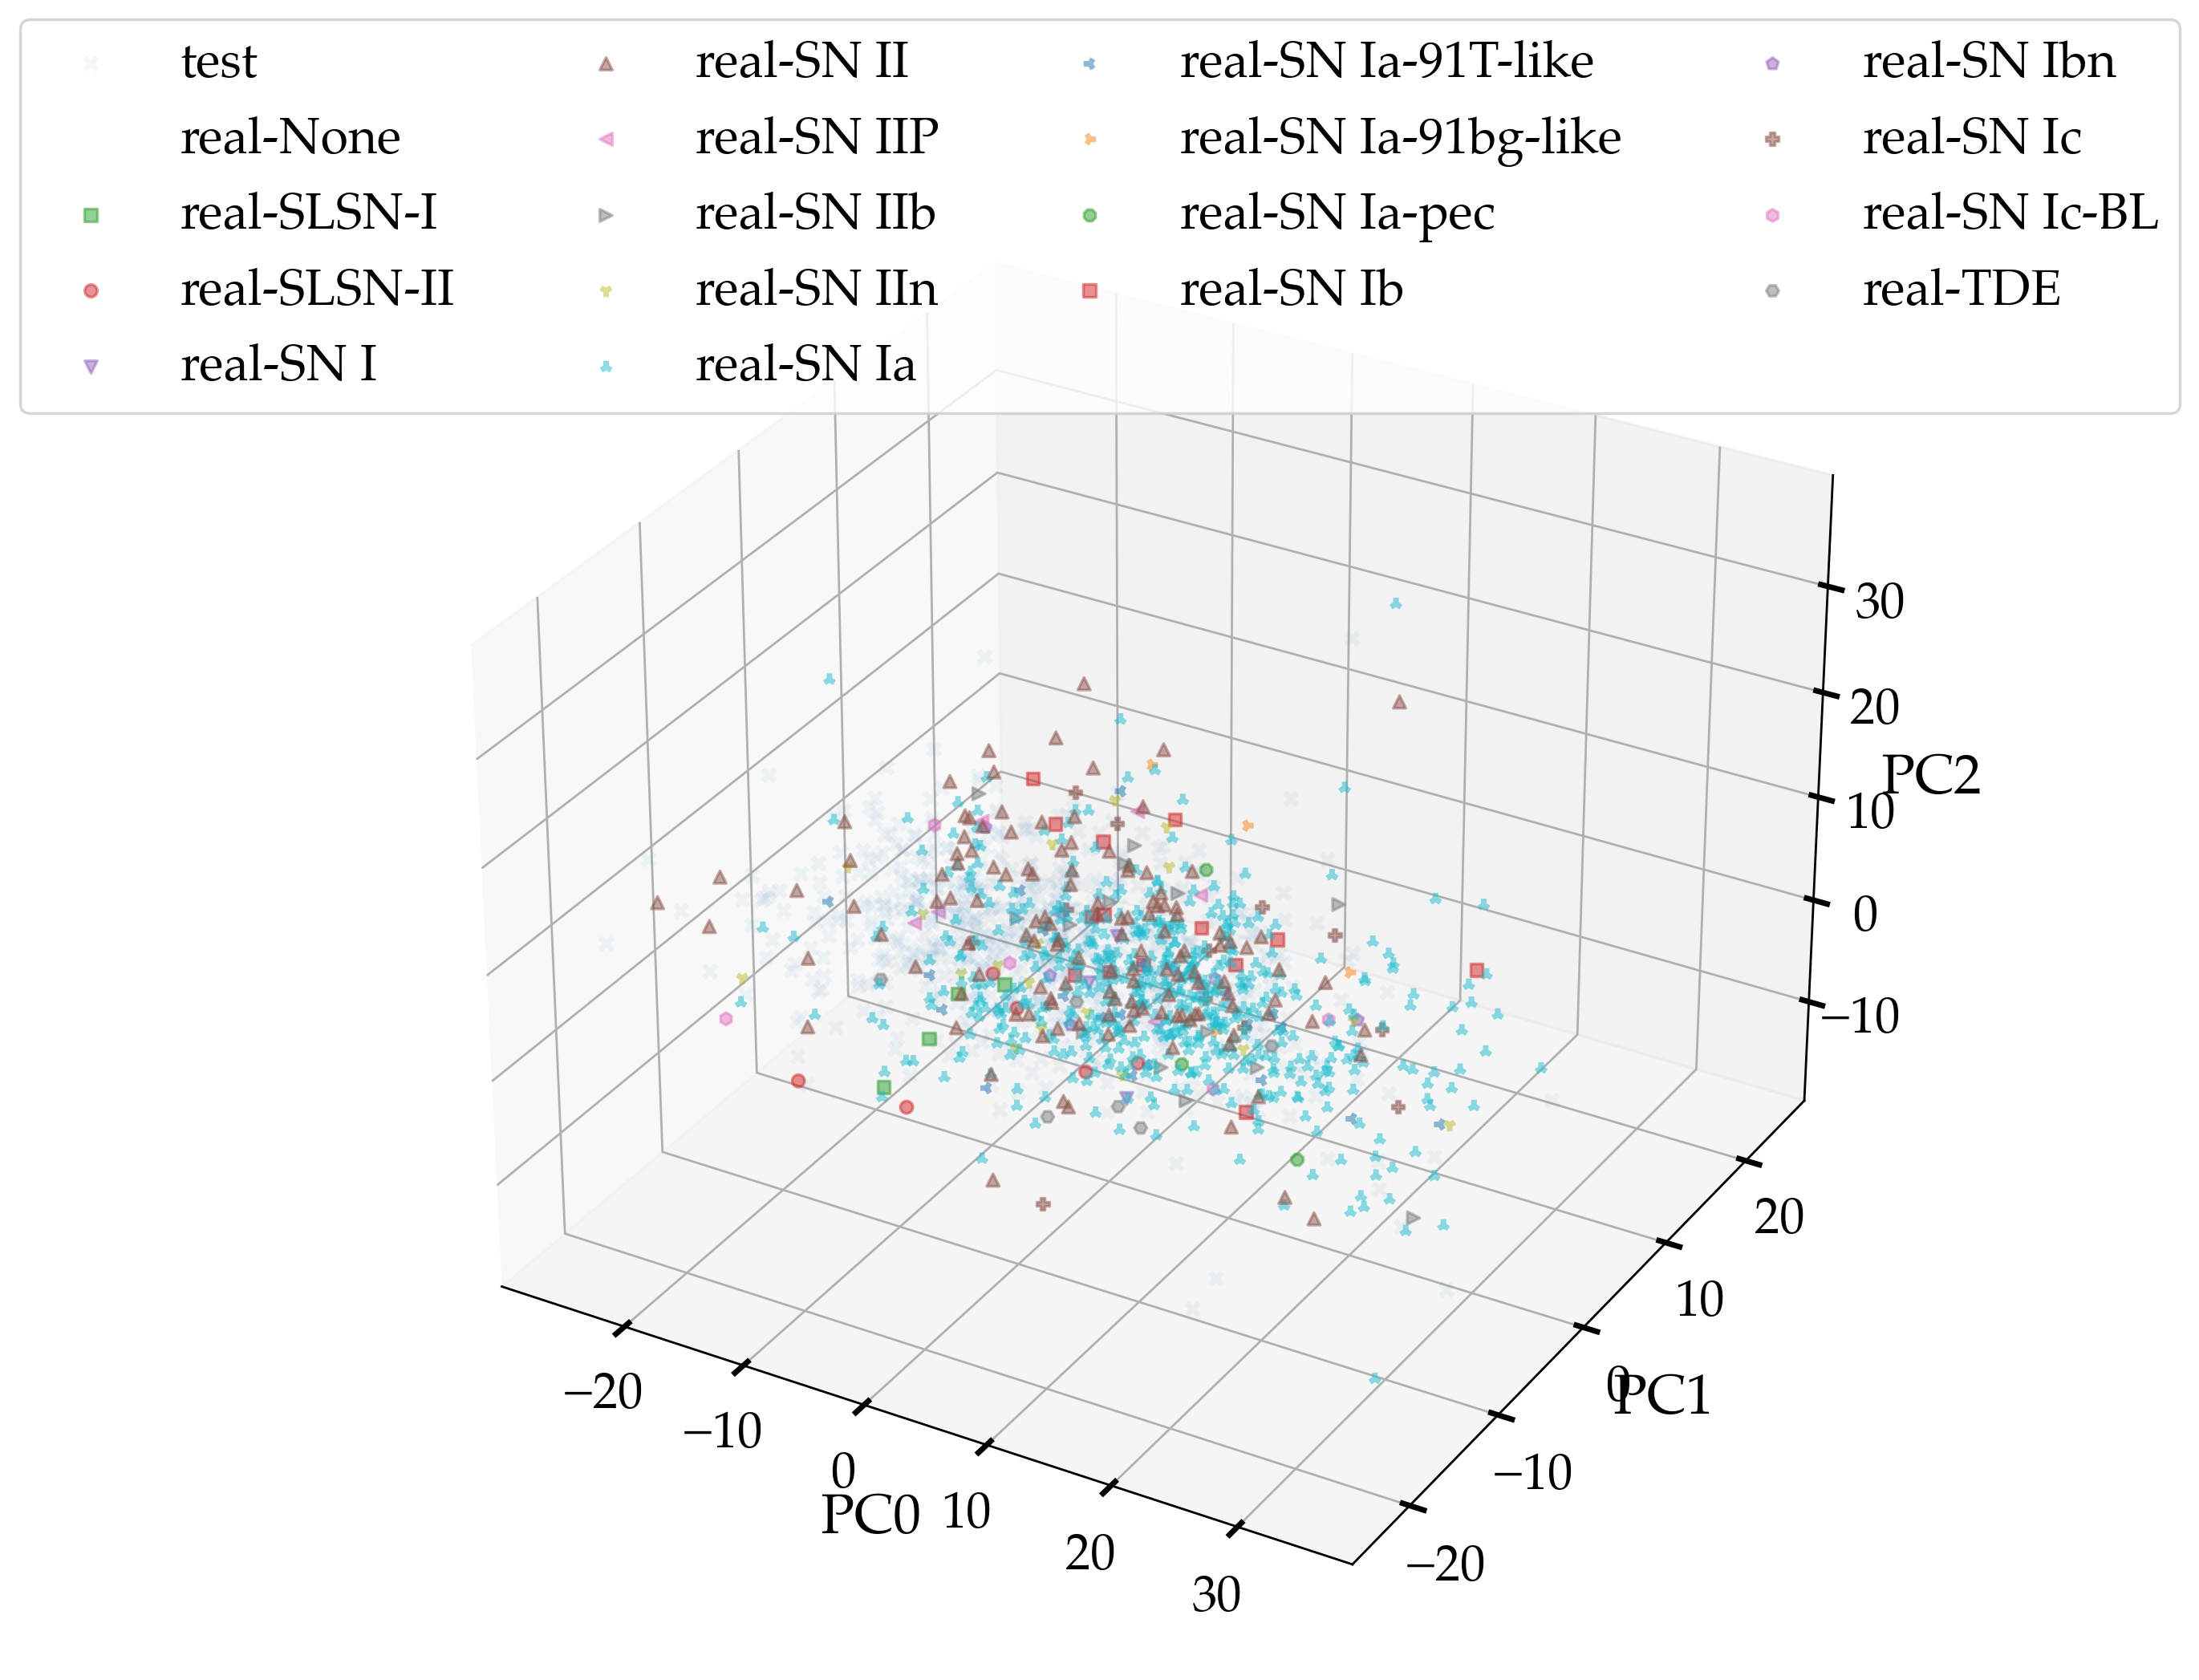 test
real-None
real-SLSN-I
real-SLSN-II
real-SN I
real-SN II
real-SN IIP
real-SN IIb
real-SN IIn
real-SN Ia
real-SN Ia-91T-like
real-SN Ia-91bg-like
real-SN Ia-pec
real-SN Ib
real-SN Ibn
real-SN Ic
real-SN Ic-BL
real-TDE
30
20
PC2
10
0
−10
20
10
0
PC1
−10
−20
−20
−10
0
PC0
10
20
30